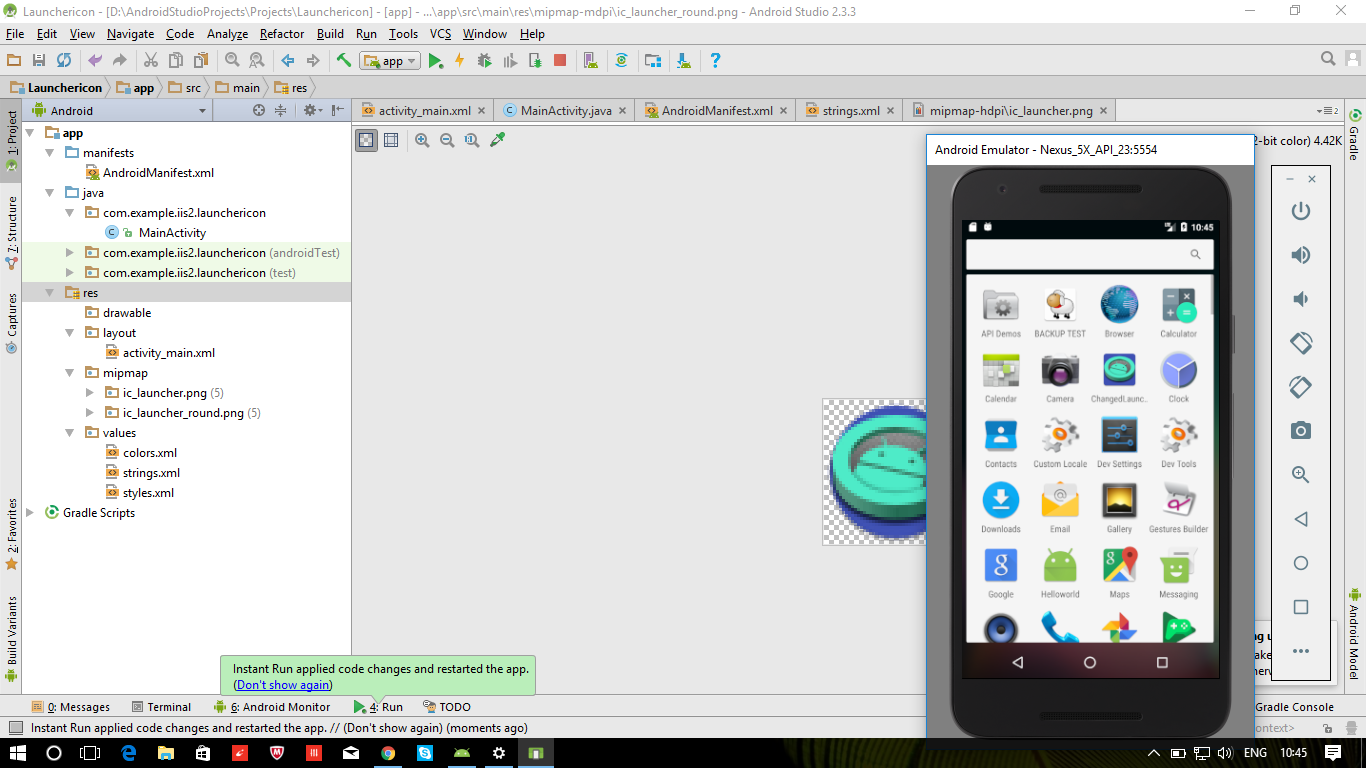 Launchericon - [D:\AndroidStudioProjects\Projects\Launchericon] - [app] - ...\app\src\main\res\mipmap-mdpi\ic_launcher_round.png - Android Studio 2.3.3
File Edit View Navigate Code Analyze Refactor Build Run Tools VCS Window Help
app
Launchericon app src main res
1: Project
7: Structure
Captures
2: Favorites
Build Variants
Android
app
manifests
AndroidManifest.xml
java
com.example.iis2.launchericon
MainActivity
com.example.iis2.launchericon (androidTest)
com.example.iis2.launchericon (test)
res
drawable
layout
activity_main.xml
mipmap
ic_launcher.png (5)
ic_launcher_round.png (5)
values
colors.xml
strings.xml
styles.xml
Gradle Scripts
activity_main.xml MainActivity.java AndroidManifest.xml strings.xml mipmap-hdpi\ic_launcher.png
2-bit color) 4.42K
Gradle
Android Model
Android Emulator - Nexus_5X_API_23:5554
10:45
API Demos BACKUP TEST Browser Calculator
Calendar Camera ChangedLaunc.. Clock
Contacts Custom Locale Dev Settings Dev Tools
Downloads Email Gallery Gestures Builder
Google Helloworld Maps Messaging
Instant Run applied code changes and restarted the app.
(Don't show again)
0: Messages Terminal 6: Android Monitor 4: Run TODO
Gradle Console
Instant Run applied code changes and restarted the app. // (Don't show again) (moments ago)
ontext>
ENG 10:45